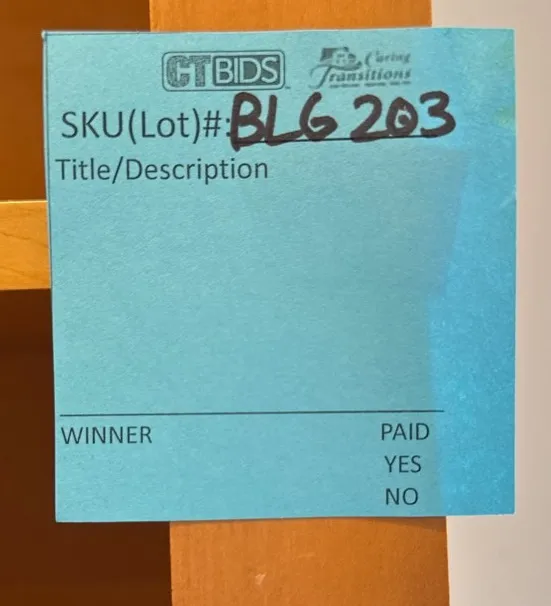 CTBIDS
Caring
Transitions
SKU(Lot)#: BLG 203
Title/Description
WINNER
PAID
YES
NO